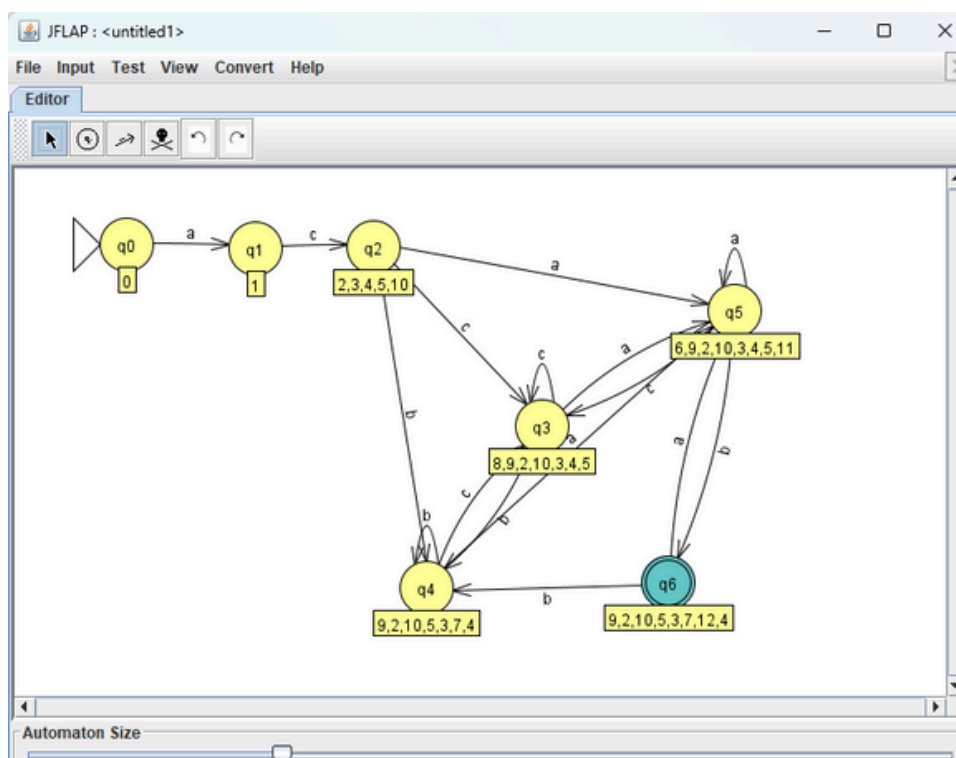 JFLAP : <untitled1>
File Input Test View Convert Help
Editor
a
q0
0
c
q1
1
q2
2,3,4,5,10
a
a
q5
6,9,2,10,3,4,5,11
c
b
c
q3
8,9,2,10,3,4,5
a
c
a
a
b
c
b
b
q4
9,2,10,5,3,7,4
b
q6
9,2,10,5,3,7,12,4
Automaton Size